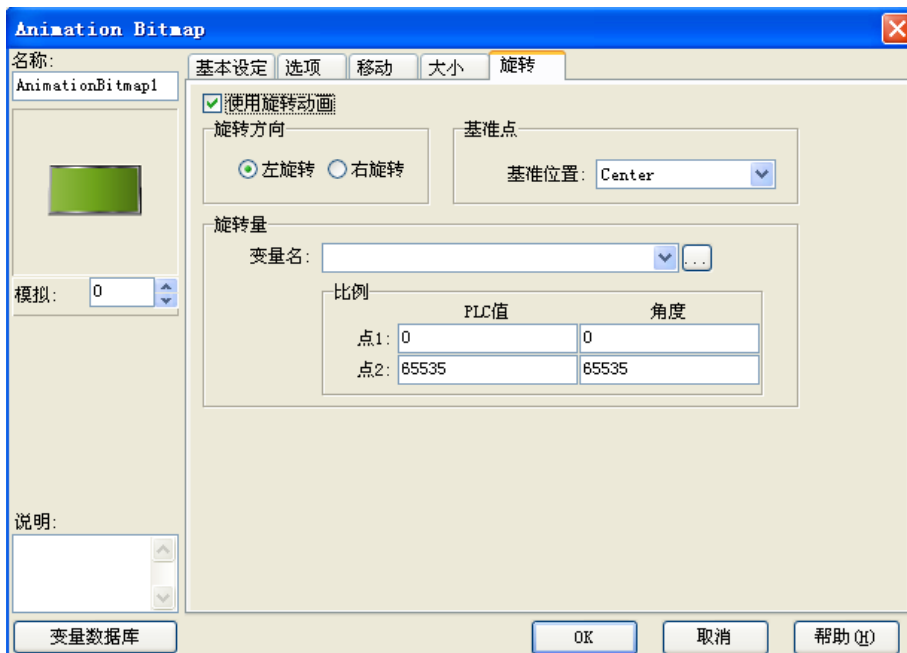 Animation Bitmap
名称:
AnimationBitmap1
模拟: 0
说明:
变量数据库
基本设定 选项 移动 大小 旋转
使用旋转动画
旋转方向
左旋转 右旋转
基准点
基准位置: Center
旋转量
变量名: ...
比例
PLC值 角度
点1: 0 0
点2: 65535 65535
OK 取消 帮助(H)